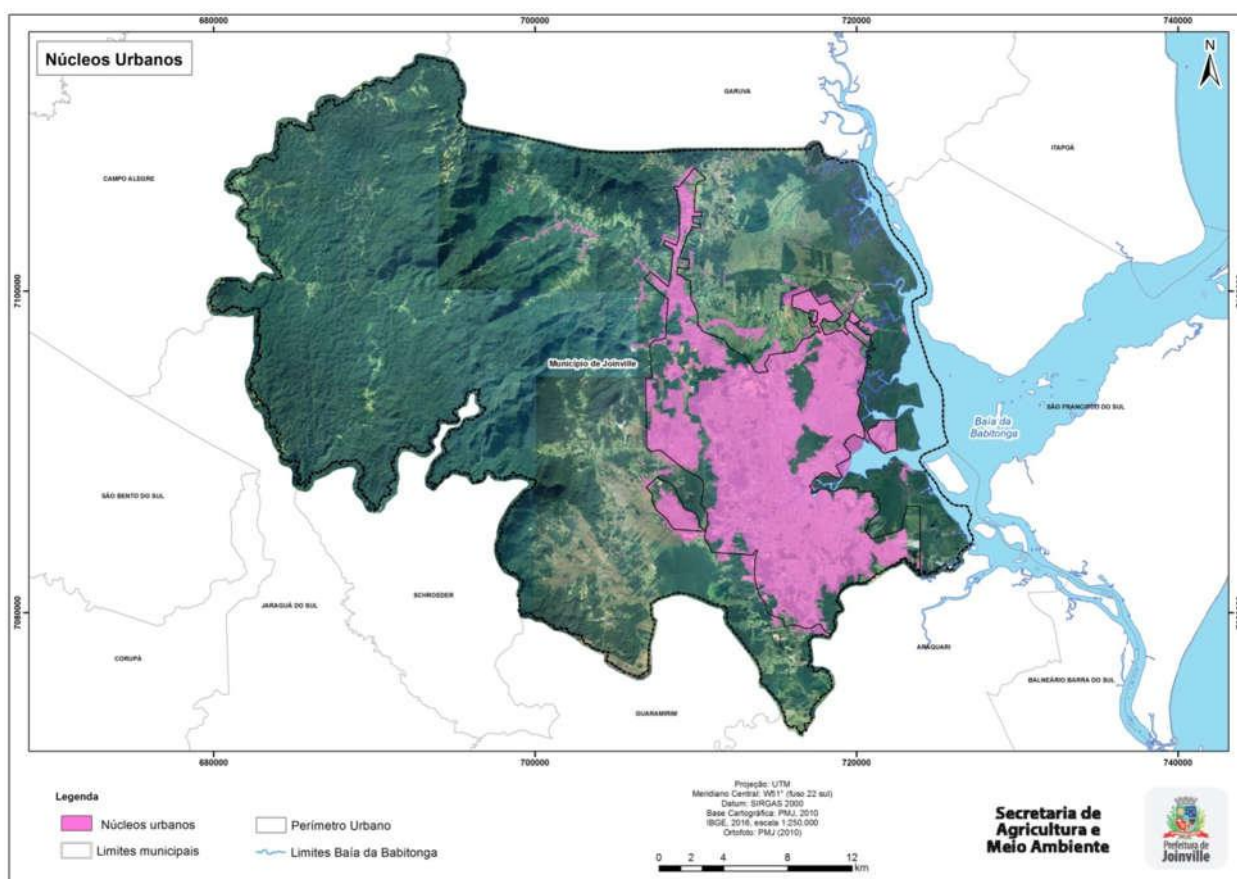 680000
700000
720000
740000
Núcleos Urbanos
N
GARUVA
ITAPOÁ
CAMPO ALEGRE
7100000
Município de Joinville
SÃO FRANCISCO DO SUL
Baía da
Babitonga
SÃO BENTO DO SUL
SCHROEDER
JARAGUÁ DO SUL
7080000
CORUPÁ
ARAQUARI
BALNEÁRIO BARRA DO SUL
GUARAMIRIM
680000
700000
720000
740000
Legenda
Núcleos urbanos
Limites municipais
Perímetro Urbano
Limites Baía da Babitonga
Projeção: UTM
Meridiano Central: W51° (fuso 22 sul)
Datum: SIRGAS 2000
Base Cartográfica: PMJ, 2010
IBGE, 2016, escala 1:250.000
Ortofoto: PMJ (2010)
0 2 4 8 12
km
Secretaria de
Agricultura e
Meio Ambiente
Prefeitura de
Joinville